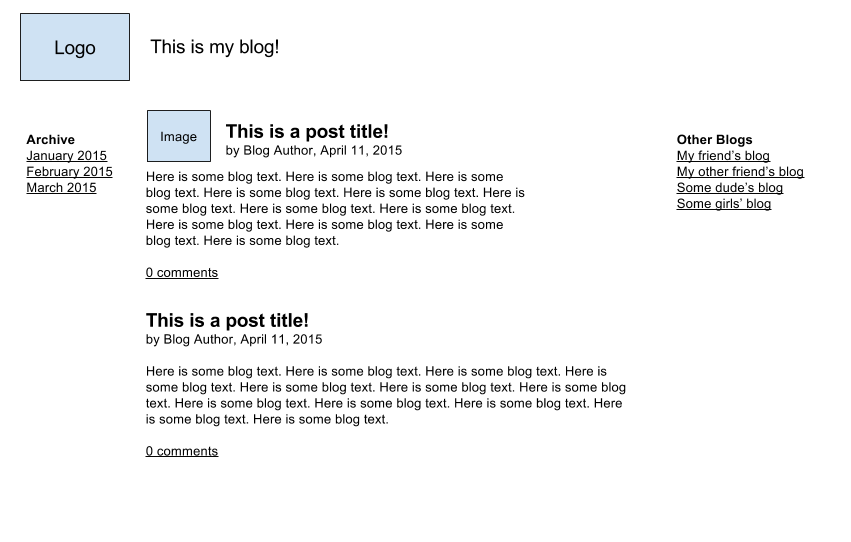 Logo
This is my blog!
Archive
January 2015
February 2015
March 2015
Image
This is a post title!
by Blog Author, April 11, 2015
Here is some blog text. Here is some blog text. Here is some
blog text. Here is some blog text. Here is some blog text. Here is
some blog text. Here is some blog text. Here is some blog text.
Here is some blog text. Here is some blog text. Here is some
blog text. Here is some blog text.
0 comments
This is a post title!
by Blog Author, April 11, 2015
Here is some blog text. Here is some blog text. Here is some blog text. Here is
some blog text. Here is some blog text. Here is some blog text. Here is some blog
text. Here is some blog text. Here is some blog text. Here is some blog text. Here
is some blog text. Here is some blog text.
0 comments
Other Blogs
My friend’s blog
My other friend’s blog
Some dude’s blog
Some girls’ blog